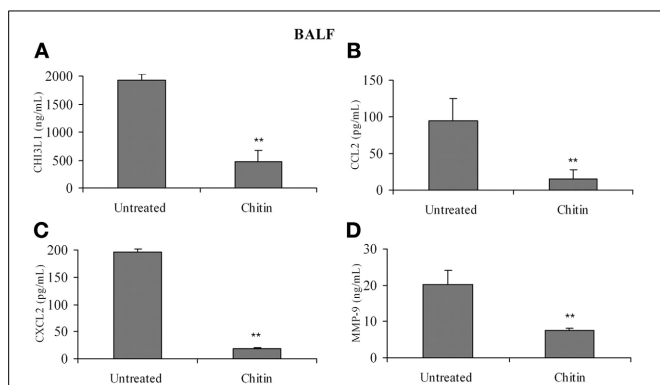 BALF
A
CHI3L1 (ng/mL)
2000
1500
1000
500
0
**
Untreated Chitin
B
CCL2 (pg/mL)
150
100
50
0
**
Untreated Chitin
C
CXCL2 (pg/mL)
200
150
100
50
0
**
Untreated Chitin
D
MMP-9 (ng/mL)
30
20
10
0
**
Untreated Chitin